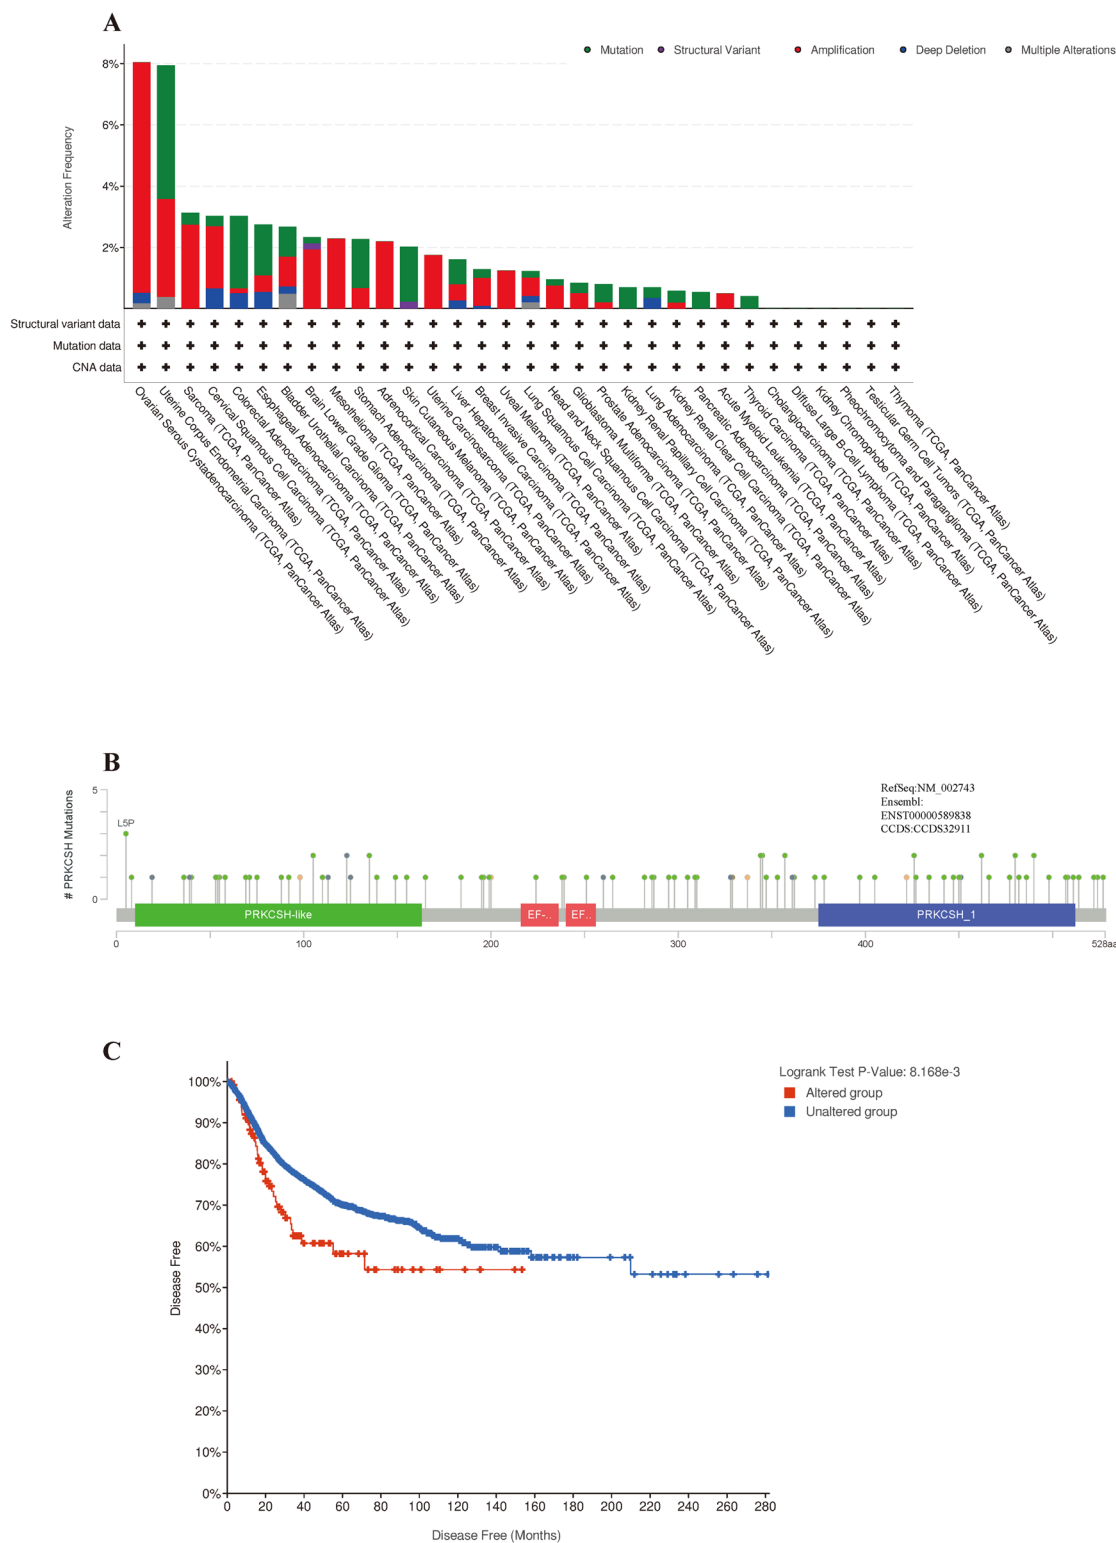 A
Mutation Structural Variant Amplification Deep Deletion Multiple Alterations
Alteration Frequency
8%
6%
4%
2%
Structural variant data
Mutation data
CNA data
Ovarian Serous Cystadenocarcinoma (TCGA, PanCancer Atlas)
Uterine Corpus Endometrial Carcinoma (TCGA, PanCancer Atlas)
Sarcoma (TCGA, PanCancer Atlas)
Cervical Squamous Cell Carcinoma (TCGA, PanCancer Atlas)
Colorectal Adenocarcinoma (TCGA, PanCancer Atlas)
Esophageal Adenocarcinoma (TCGA, PanCancer Atlas)
Bladder Urothelial Carcinoma (TCGA, PanCancer Atlas)
Brain Lower Grade Glioma (TCGA, PanCancer Atlas)
Mesothelioma (TCGA, PanCancer Atlas)
Stomach Adenocarcinoma (TCGA, PanCancer Atlas)
Adrenocortical Carcinoma (TCGA, PanCancer Atlas)
Skin Cutaneous Melanoma (TCGA, PanCancer Atlas)
Uterine Carcinosarcoma (TCGA, PanCancer Atlas)
Liver Hepatocellular Carcinoma (TCGA, PanCancer Atlas)
Breast Invasive Carcinoma (TCGA, PanCancer Atlas)
Uveal Melanoma (TCGA, PanCancer Atlas)
Lung Squamous Cell Carcinoma (TCGA, PanCancer Atlas)
Head and Neck Squamous Cell Carcinoma (TCGA, PanCancer Atlas)
Glioblastoma Multiforme (TCGA, PanCancer Atlas)
Prostate Adenocarcinoma (TCGA, PanCancer Atlas)
Kidney Renal Papillary Cell Carcinoma (TCGA, PanCancer Atlas)
Lung Adenocarcinoma (TCGA, PanCancer Atlas)
Kidney Renal Clear Cell Carcinoma (TCGA, PanCancer Atlas)
Pancreatic Adenocarcinoma (TCGA, PanCancer Atlas)
Acute Myeloid Leukemia (TCGA, PanCancer Atlas)
Thyroid Carcinoma (TCGA, PanCancer Atlas)
Cholangiocarcinoma (TCGA, PanCancer Atlas)
Diffuse Large B-Cell Lymphoma (TCGA, PanCancer Atlas)
Kidney Chromophobe (TCGA, PanCancer Atlas)
Pheochromocytoma and Paraganglioma (TCGA, PanCancer Atlas)
Testicular Germ Cell Tumors (TCGA, PanCancer Atlas)
Thymoma (TCGA, PanCancer Atlas)
B
# PRKCSH Mutations
5
0
L5P
RefSeq:NM_002743
Ensembl:
ENST00000589838
CCDS:CCDS32911
PRKCSH-like EF-.. EF.. PRKCSH_1
0 100 200 300 400 528aa
C
Logrank Test P-Value: 8.168e-3
Altered group
Unaltered group
Disease Free
100%
90%
80%
70%
60%
50%
40%
30%
20%
10%
0%
0 20 40 60 80 100 120 140 160 180 200 220 240 260 280
Disease Free (Months)